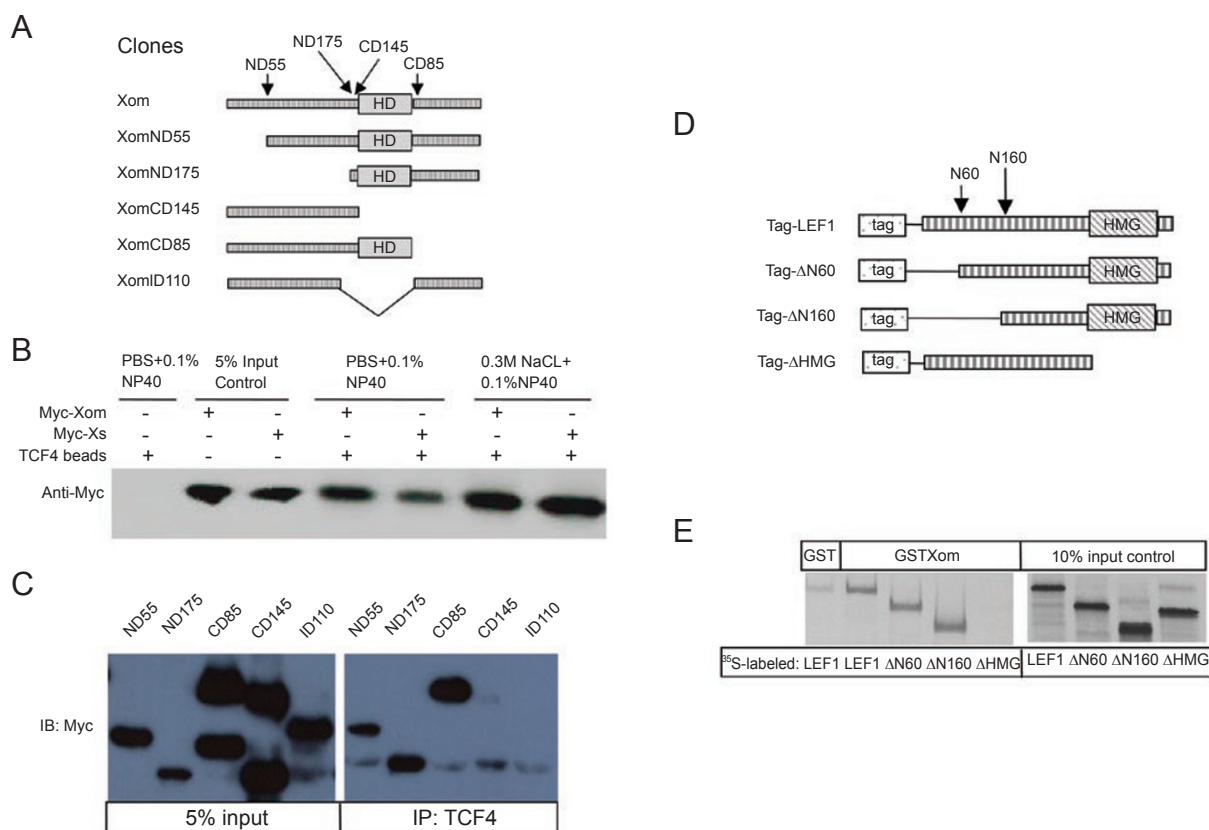 A
Clones
ND175
CD145
ND55
CD85
Xom
HD
XomND55
HD
XomND175
HD
XomCD145
XomCD85
HD
XomID110
B
PBS+0.1% NP40
5% Input Control
PBS+0.1% NP40
0.3M NaCL+ 0.1%NP40
Myc-Xom - + - + - + -
Myc-Xs - - + - + - +
TCF4 beads + - - + + + +
Anti-Myc
C
ND55 ND175 CD85 CD145 ID110 ND55 ND175 CD85 CD145 ID110
IB: Myc
5% input IP: TCF4
D
N160
N60
Tag-LEF1 tag HMG
Tag-ΔN60 tag HMG
Tag-ΔN160 tag HMG
Tag-ΔHMG tag
E
GST GSTXom 10% input control
³⁵S-labeled: LEF1 LEF1 ΔN60 ΔN160 ΔHMG LEF1 ΔN60 ΔN160 ΔHMG